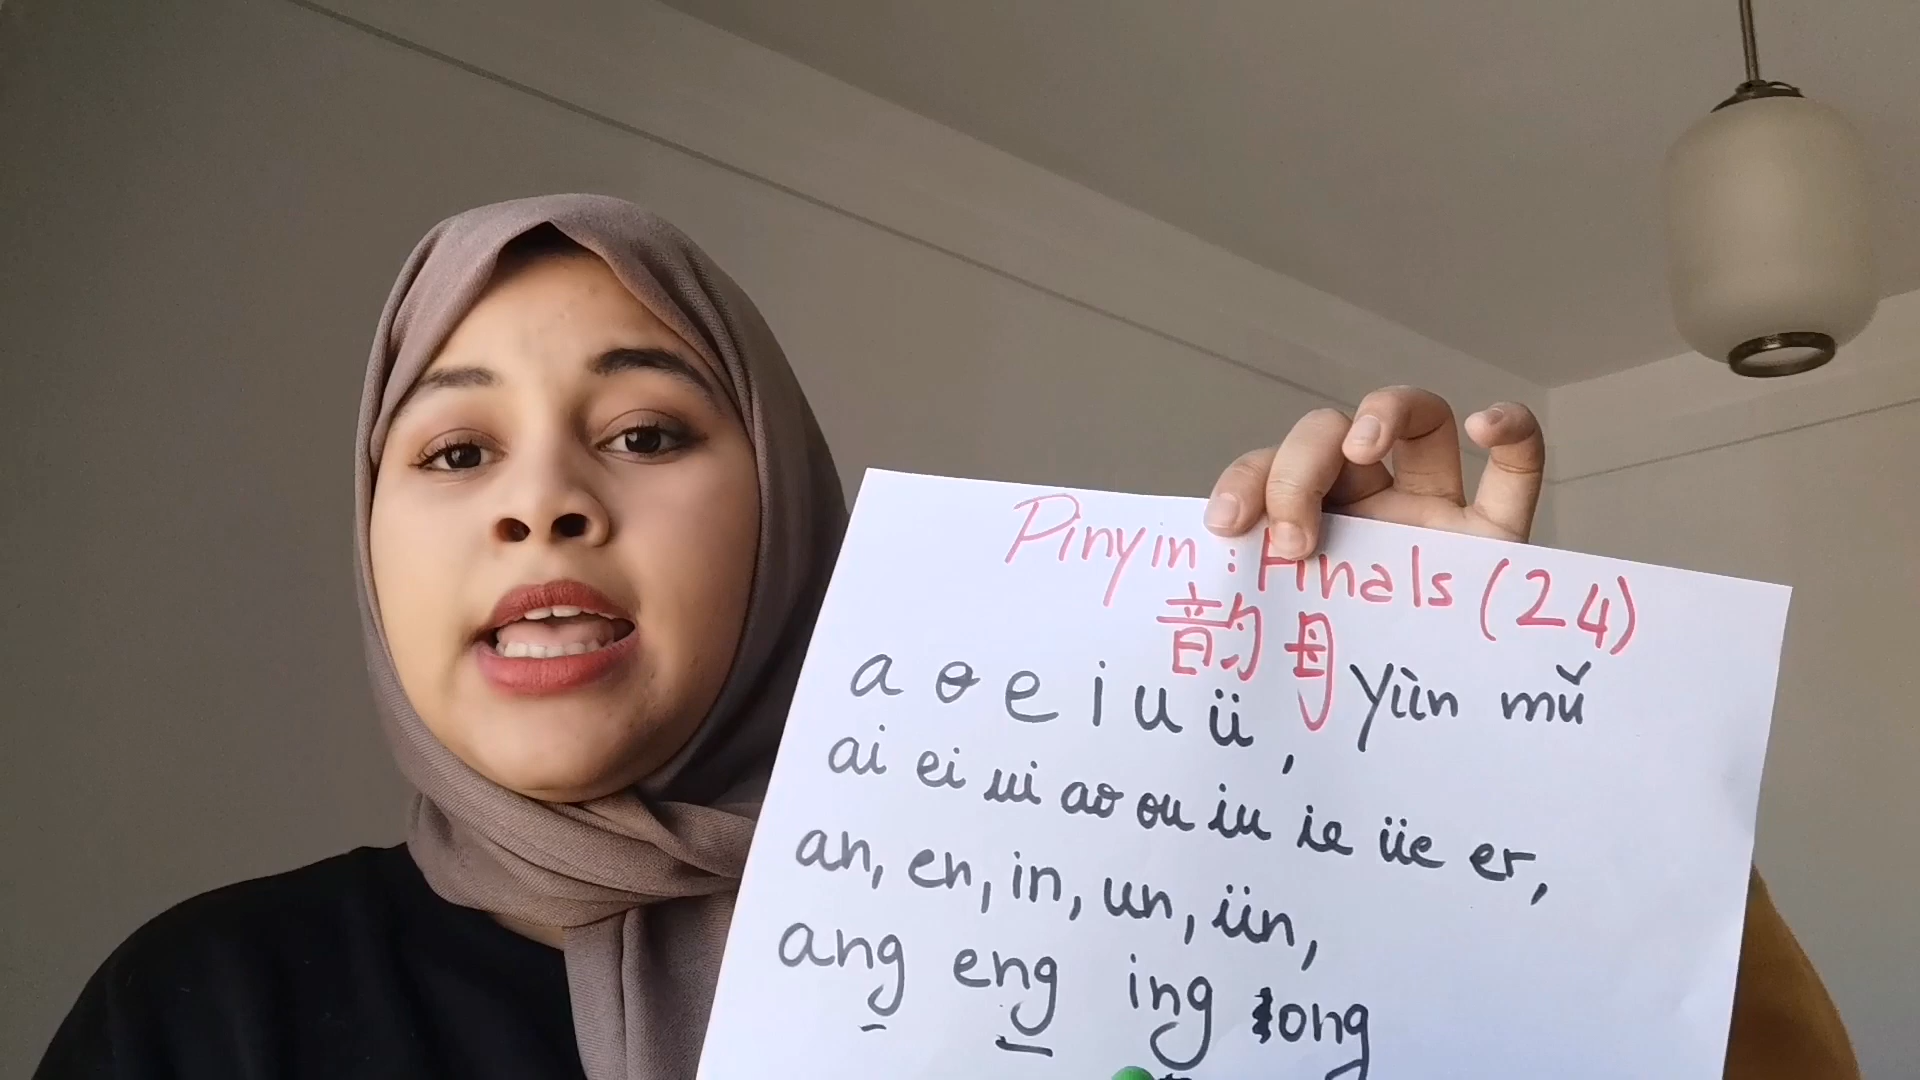 Pinyin : Finals (24)
韵母 Yùn mǔ
a o e i u ü,
ai ei ui ao ou iu ie üe er,
an, en, in, un, ün,
ang eng ing ong